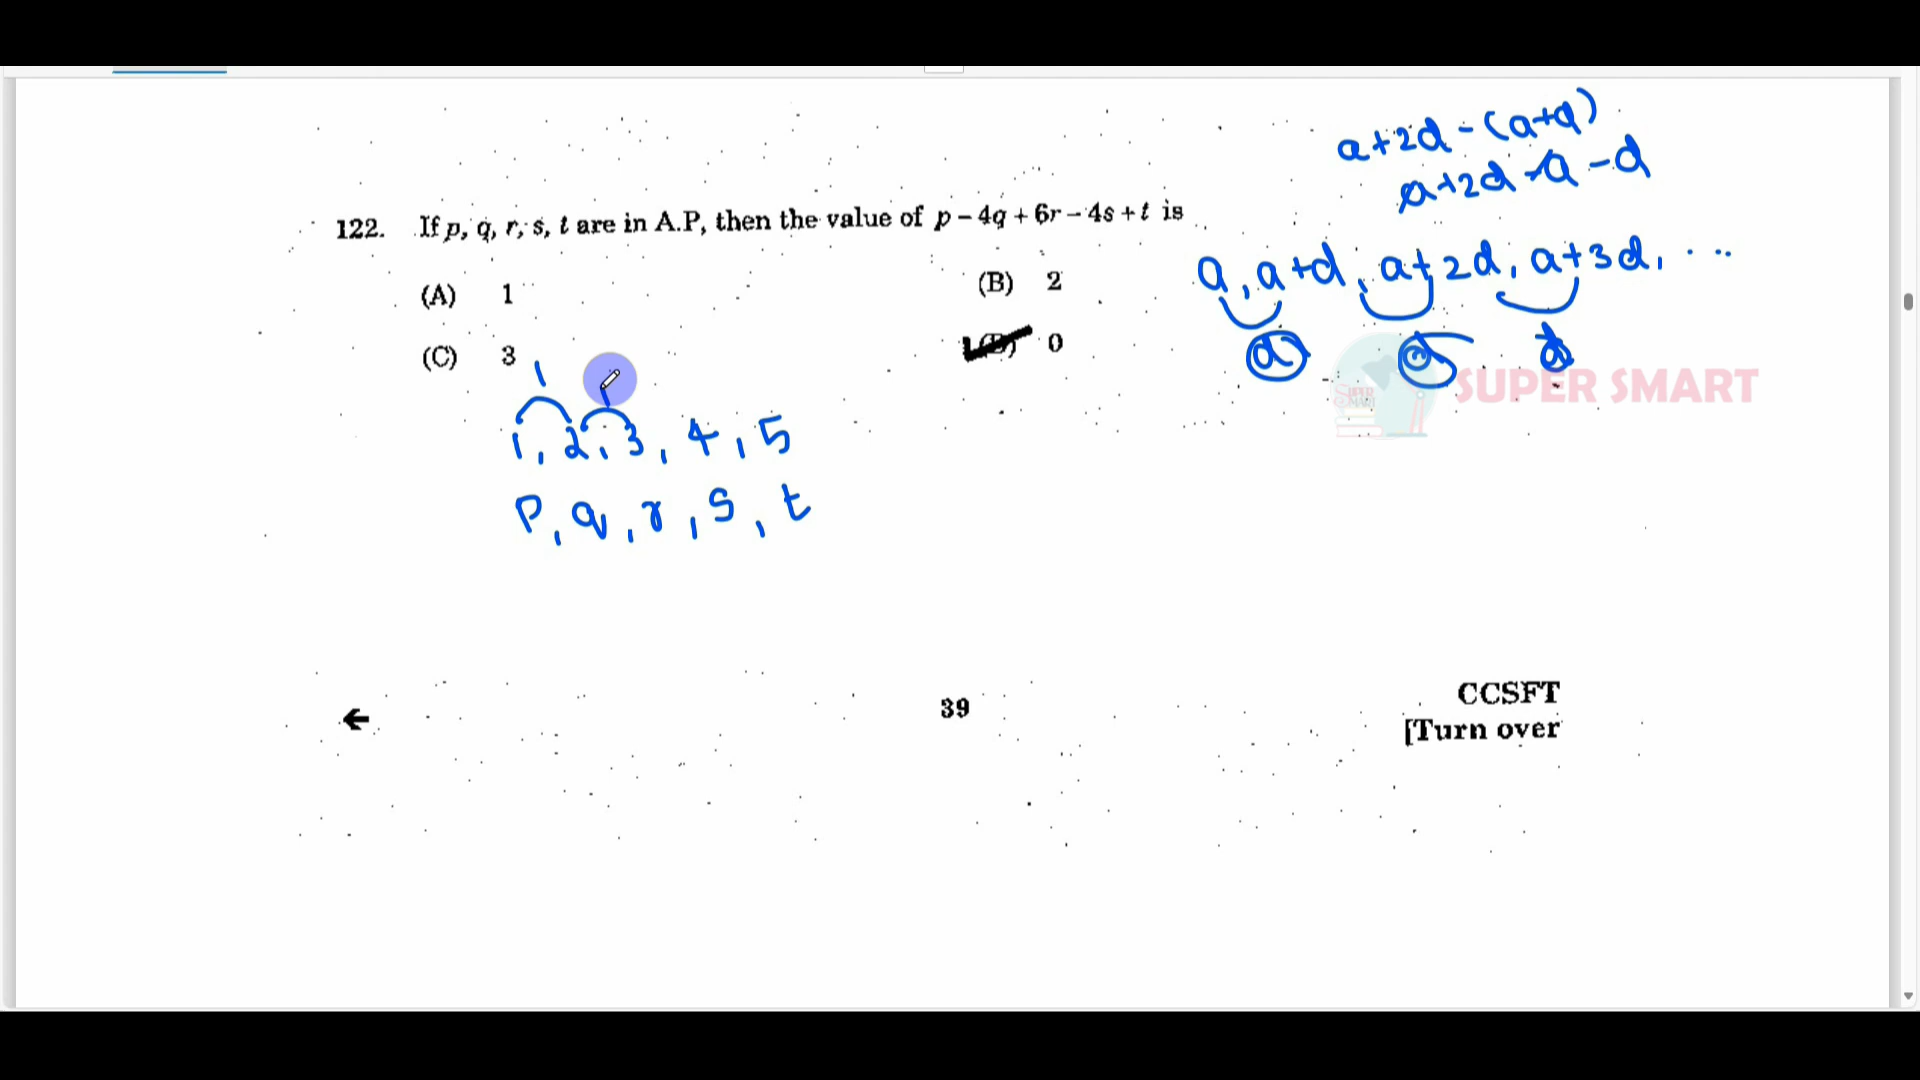 a+2d-(a+d)
a+2d-a-d
122. If p, q, r, s, t are in A.P, then the value of p – 4q + 6r – 4s + t is
a, a+d, a+2d, a+3d, ...
(A) 1
(B) 2
(C) 3
(D) 0
d d d
SUPER SMART
1 1
1, 2, 3, 4, 5
p, q, r, s, t
39
CCSFT
[Turn over